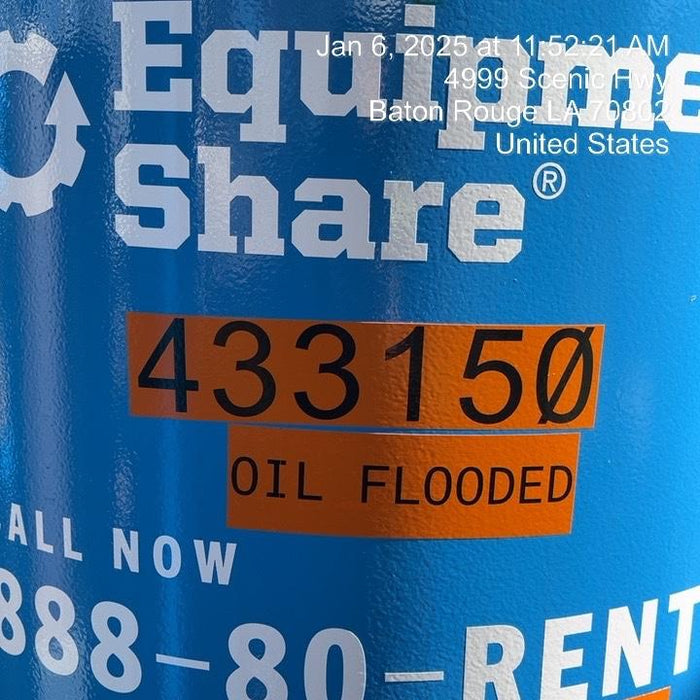 Jan 6, 2025 at 11:52:21 AM
4999 Scenic Hwy
Baton Rouge LA 70802
United States
Equipme
Share®
433150
OIL FLOODED
ALL NOW
888-80-RENT